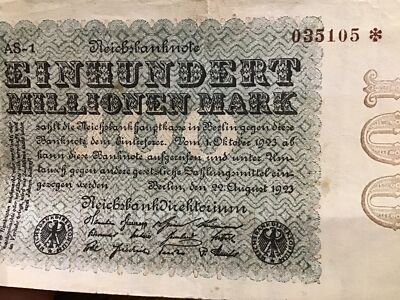 AS-1 Reichsbanknote 035105 *
EINHUNDERT
MILLIONEN MARK
zahlt die Reichsbankhauptkasse in Berlin gegen diese
Banknote dem Einlieferer. Vom 1. Oktober 1923 ab
kann diese Banknote aufgerufen und unter Um-
tausch gegen andere gesetzliche Zahlungsmittel ein-
gezogen werden Berlin, den 22. August 1923
Reichsbankdirektorium
100